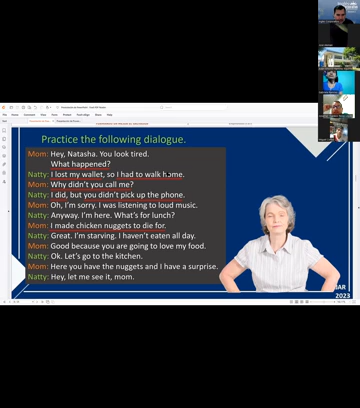 Practice the following dialogue.
Mom: Hey, Natasha. You look tired.
What happened?
Natty: I lost my wallet, so I had to walk home.
Mom: Why didn't you call me?
Natty: I did, but you didn't pick up the phone.
Mom: Oh, I'm sorry. I was listening to loud music.
Natty: Anyway. I'm here. What's for lunch?
Mom: I made chicken nuggets to die for.
Natty: Great. I'm starving. I haven't eaten all day.
Mom: Good because you are going to love my food.
Natty: Ok. Let's go to the kitchen.
Mom: Here you have the nuggets and I have a surprise.
Natty: Hey, let me see it, mom.
2023